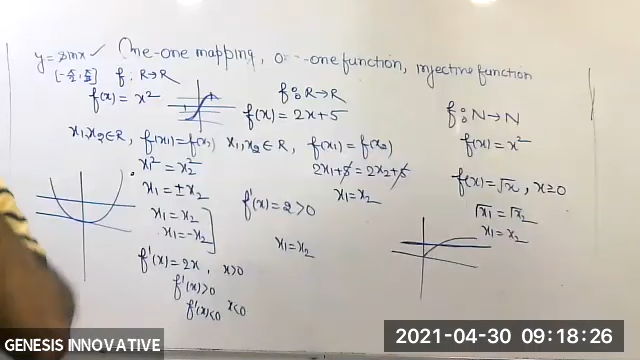 y = sinx ✓ One-one mapping, one-one function, injective function
[-π/2, π/2] f : R→R
f(x) = x²
x₁,x₂∈R, f(x₁) = f(x₂)
x₁² = x₂²
x₁ = ±x₂
x₁ = x₂
x₁ = -x₂
f'(x) = 2x, x>0
f'(x)>0
f'(x)<0 x<0
f : R→R
f(x) = 2x+5
x₁,x₂∈R, f(x₁) = f(x₂)
2x₁+5 = 2x₂+5
x₁ = x₂
f'(x) = 2 >0
x₁ = x₂
f : N→N
f(x) = x²
f(x) = √x, x≥0
√x₁ = √x₂
x₁ = x₂
GENESIS INNOVATIVE
2021-04-30 09:18:26